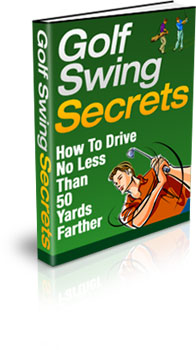 Golf
Swing
Secrets
How To Drive
No Less
Than
50
Yards
Farther
Golf Swing Secrets